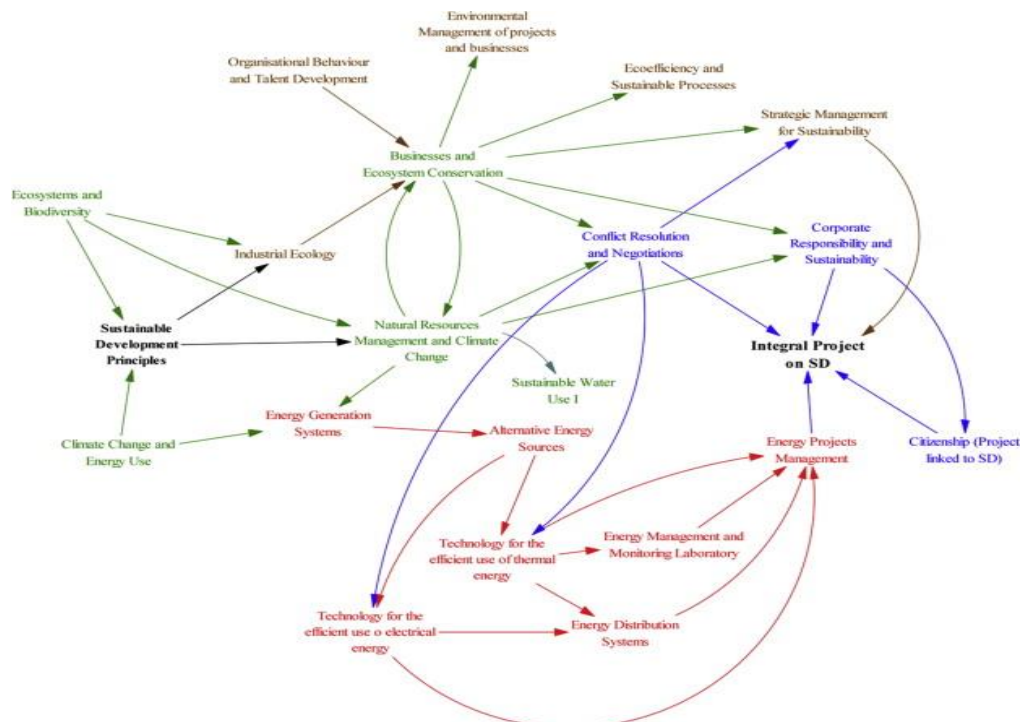 Environmental
Management of projects
and businesses
Organisational Behaviour
and Talent Development
Ecoefficiency and
Sustainable Processes
Strategic Management
for Sustainability
Businesses and
Ecosystem Conservation
Ecosystems and
Biodiversity
Industrial Ecology
Conflict Resolution
and Negotiations
Corporate
Responsibility and
Sustainability
Sustainable
Development
Principles
Natural Resources
Management and Climate
Change
Integral Project
on SD
Sustainable Water
Use I
Energy Generation
Systems
Alternative Energy
Sources
Climate Change and
Energy Use
Energy Projects
Management
Citizenship (Project
linked to SD)
Technology for the
efficient use of thermal
energy
Energy Management and
Monitoring Laboratory
Technology for the
efficient use o electrical
energy
Energy Distribution
Systems